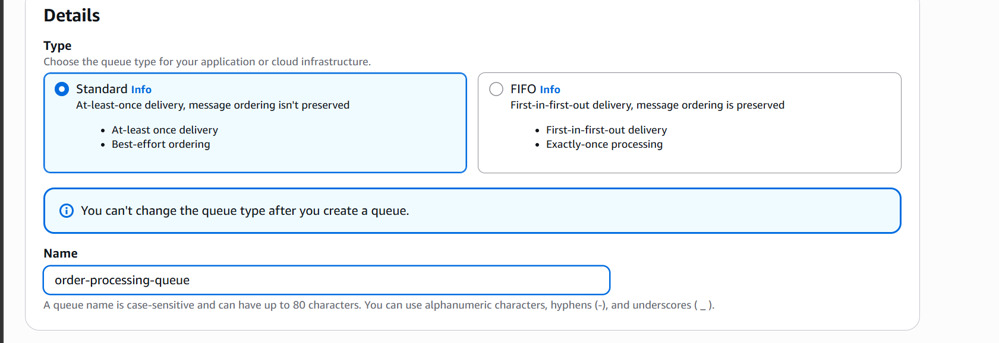 Details
Type
Choose the queue type for your application or cloud infrastructure.
Standard Info
At-least-once delivery, message ordering isn't preserved
• At-least once delivery
• Best-effort ordering
FIFO Info
First-in-first-out delivery, message ordering is preserved
• First-in-first-out delivery
• Exactly-once processing
You can't change the queue type after you create a queue.
Name
order-processing-queue
A queue name is case-sensitive and can have up to 80 characters. You can use alphanumeric characters, hyphens (-), and underscores ( _ ).